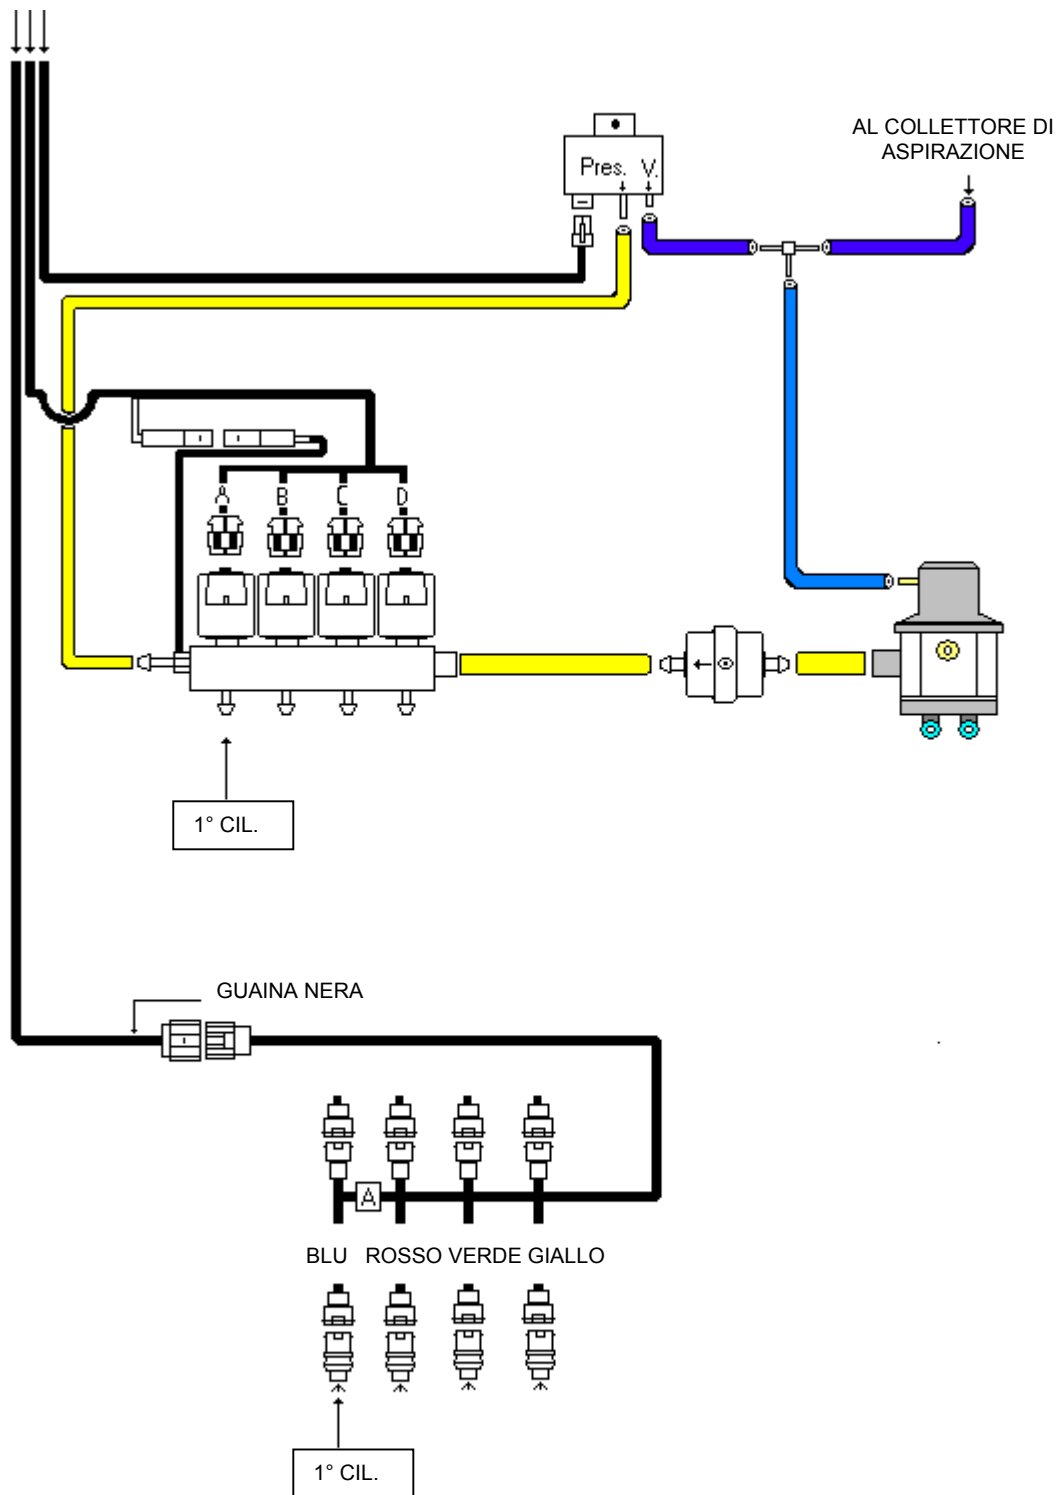 AL COLLETTORE DI
ASPIRAZIONE
Pres. V.
A B C D
1° CIL.
GUAINA NERA
A
BLU ROSSO VERDE GIALLO
1° CIL.